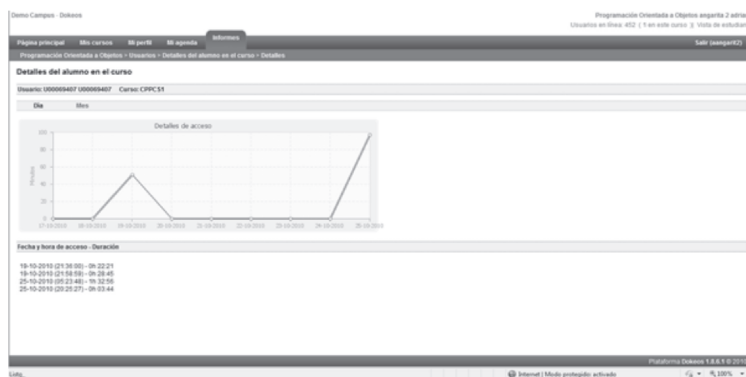 Demo Campus - Dokeos
Programación Orientada a Objetos angarita 2 adria
Usuarios en línea: 452 ( 1 en este curso )| Vista de estudian
Página principal Mis cursos Mi perfil Mi agenda Informes Salir (aangarit2)
Programación Orientada a Objetos > Usuarios > Detalles del alumno en el curso > Detalles
Detalles del alumno en el curso
Usuario: U00069407 U00069407 Curso: CPPCS1
Día Mes
Detalles de acceso
Minutos
100
80
60
40
20
0
17-10-2010 18-10-2010 19-10-2010 20-10-2010 21-10-2010 22-10-2010 23-10-2010 24-10-2010 25-10-2010
Fecha y hora de acceso - Duración
19-10-2010 (21:36:00) - 0h 22:21
19-10-2010 (21:58:59) - 0h 28:45
25-10-2010 (05:23:48) - 1h 32:56
25-10-2010 (20:25:27) - 0h 03:44
Plataforma Dokeos 1.8.6.1 © 2010
Listo
Internet | Modo protegido: activado 100%